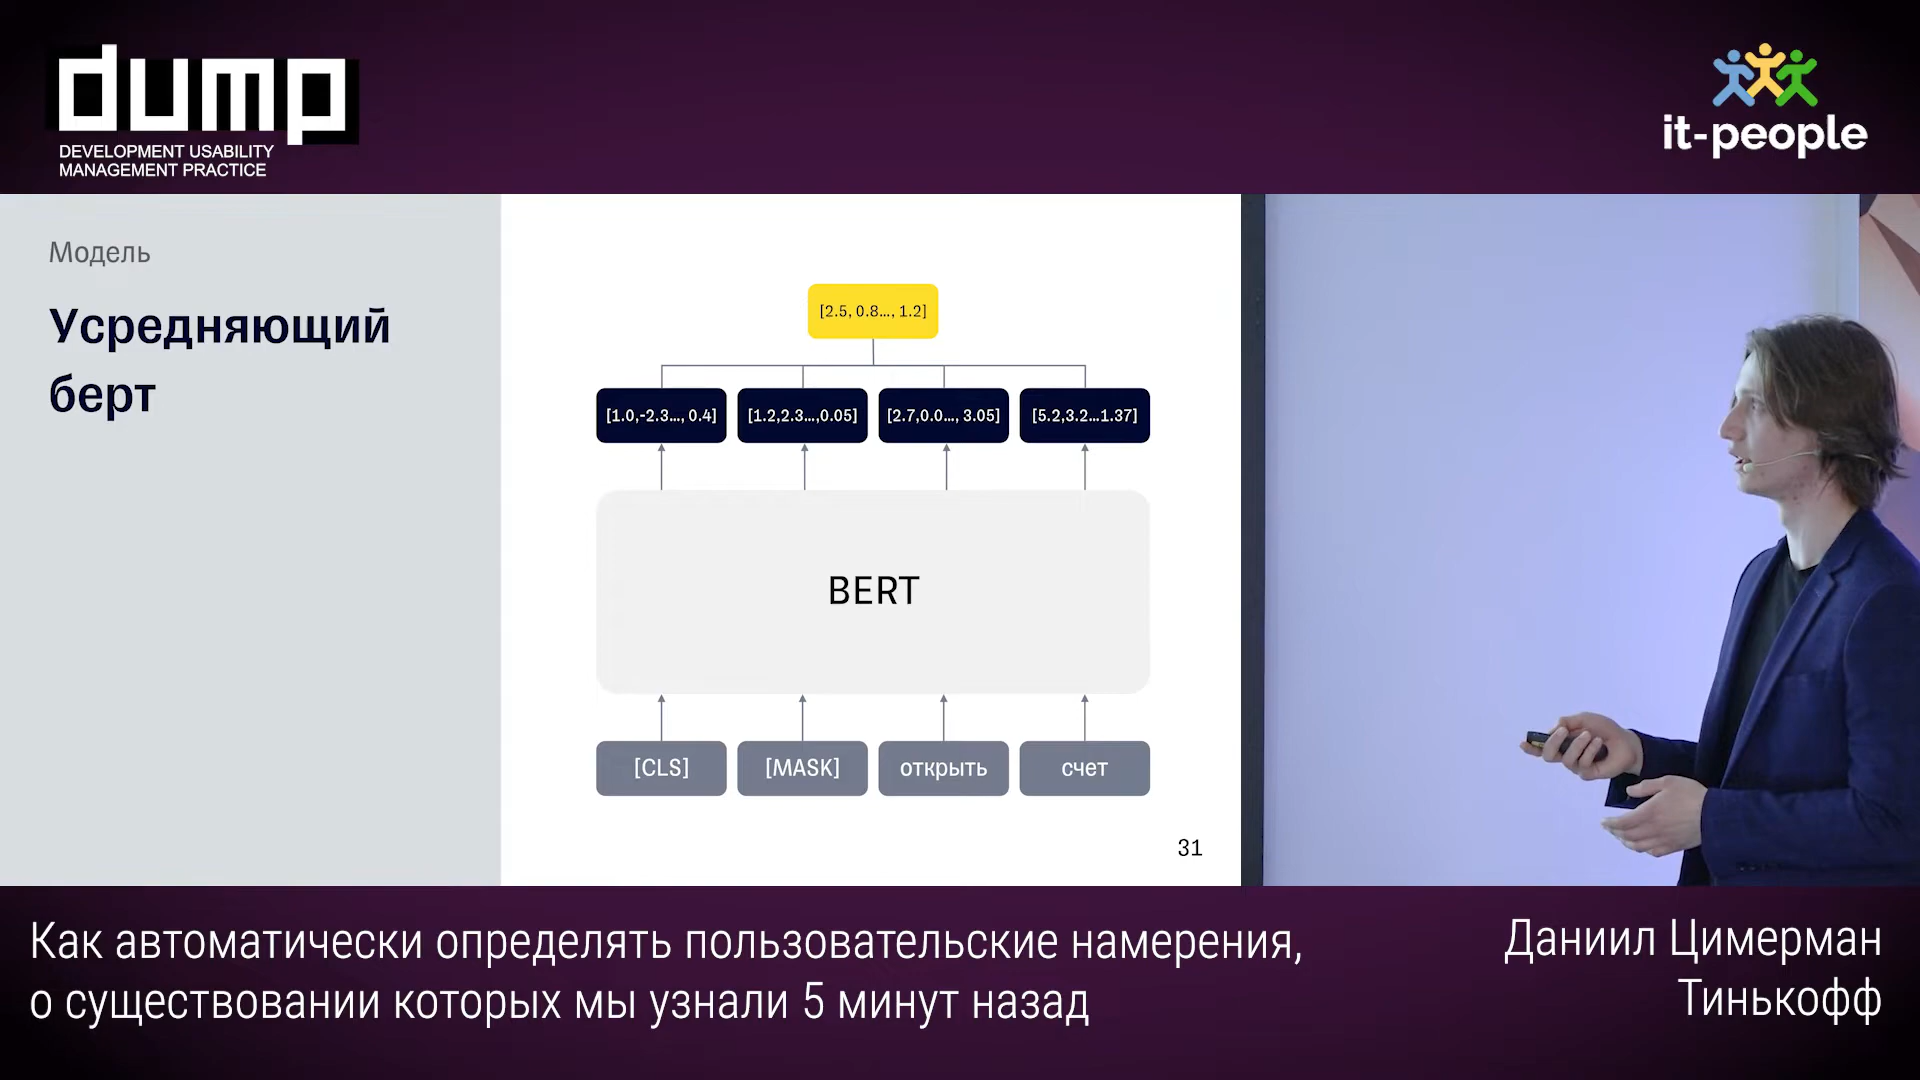 dump
DEVELOPMENT USABILITY
MANAGEMENT PRACTICE
it-people
Модель
Усредняющий
берт
[2.5, 0.8..., 1.2]
[1.0,-2.3..., 0.4]
[1.2,2.3...,0.05]
[2.7,0.0..., 3.05]
[5.2,3.2...1.37]
BERT
[CLS]
[MASK]
открыть
счет
31
Как автоматически определять пользовательские намерения,
о существовании которых мы узнали 5 минут назад
Даниил Цимерман
Тинькофф